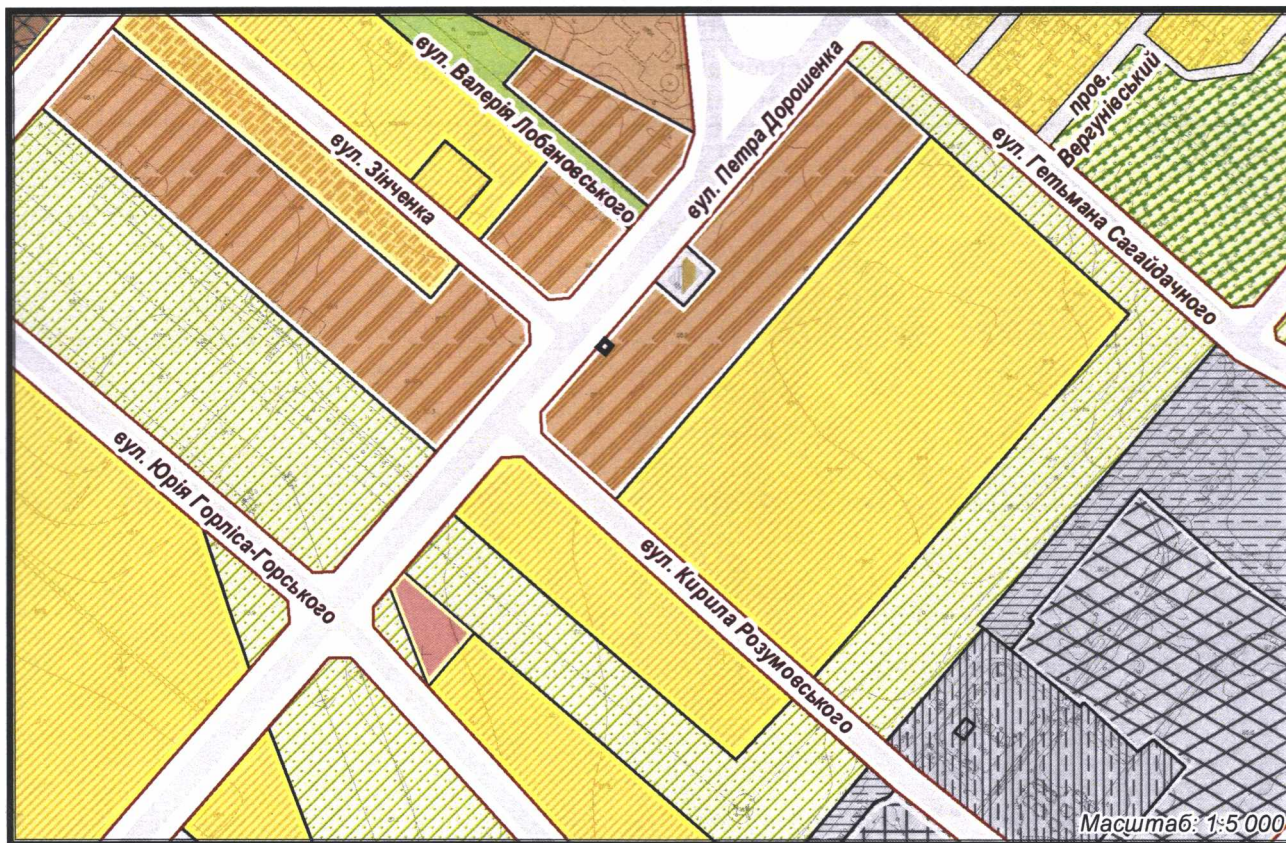 вул. Валерія Лобановського
вул. Зінченка
вул. Петра Дорошенка
пров.
Вергунівський
вул. Гетьмана Сагайдачного
вул. Юрія Горліса-Горського
вул. Кирила Розумовського
Масштаб: 1:5 000